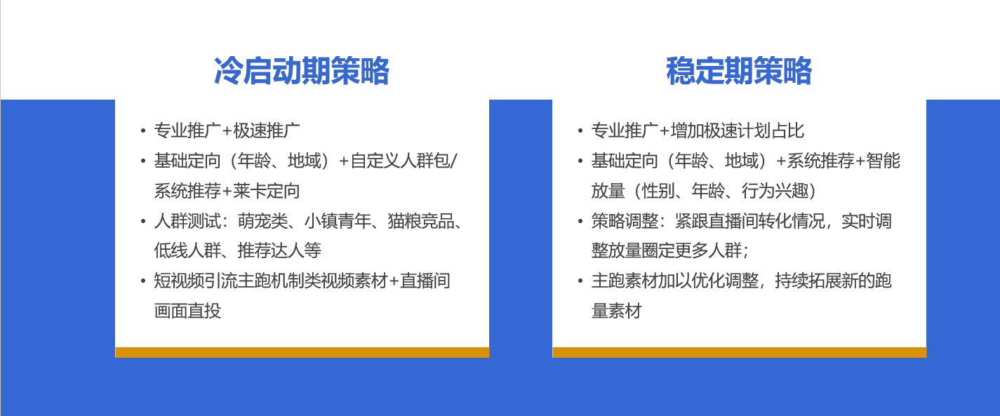 冷启动期策略
• 专业推广+极速推广
• 基础定向（年龄、地域）+自定义人群包/
系统推荐+莱卡定向
• 人群测试：萌宠类、小镇青年、猫粮竞品、
低线人群、推荐达人等
• 短视频引流主跑机制类视频素材+直播间
画面直投
稳定期策略
• 专业推广+增加极速计划占比
• 基础定向（年龄、地域）+系统推荐+智能
放量（性别、年龄、行为兴趣）
• 策略调整：紧跟直播间转化情况，实时调
整放量圈定更多人群；
• 主跑素材加以优化调整，持续拓展新的跑
量素材